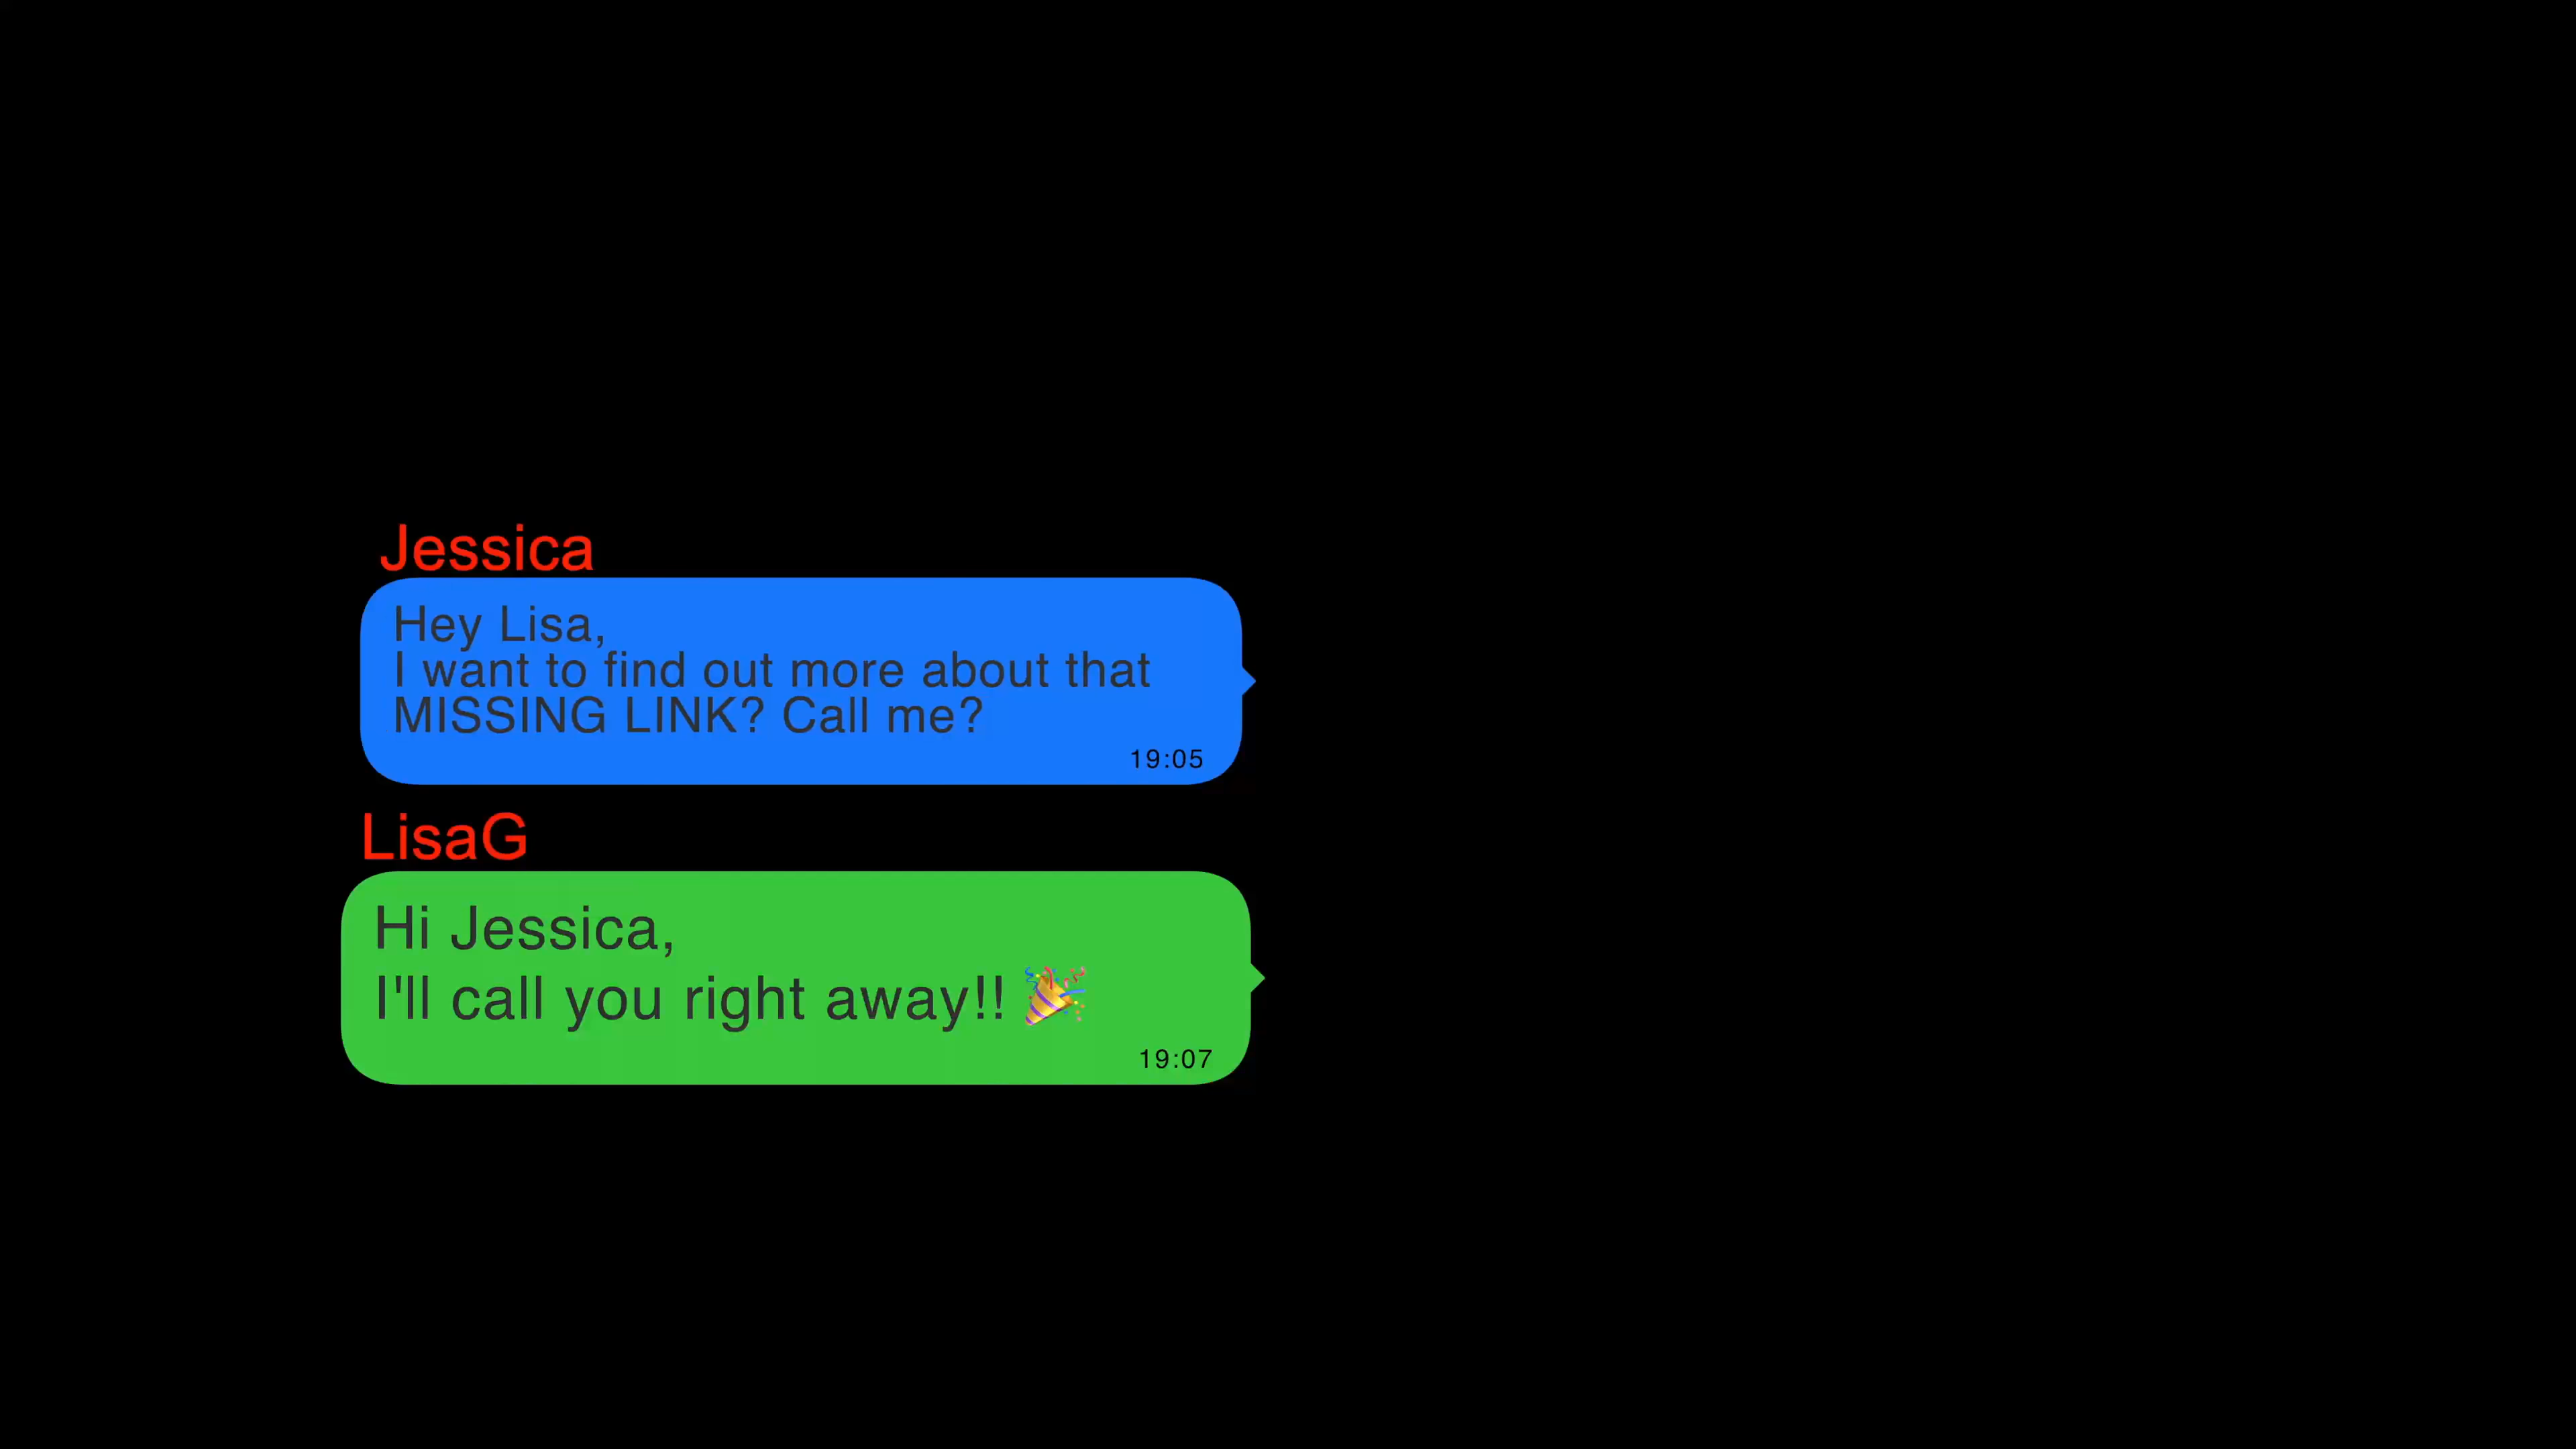 Jessica
Hey Lisa,
I want to find out more about that
MISSING LINK? Call me?
19:05
LisaG
Hi Jessica,
I'll call you right away!! 🎉
19:07